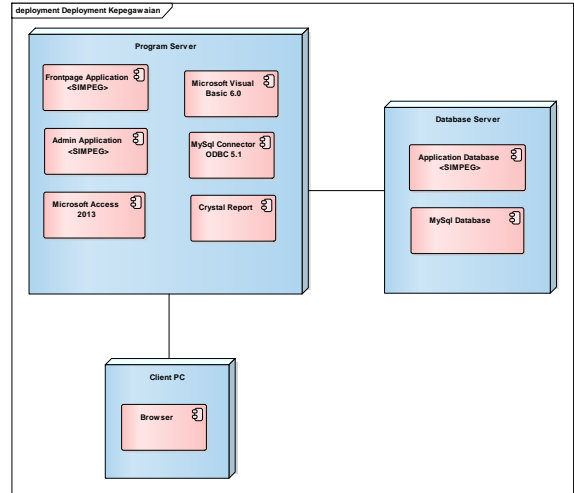 deployment Deployment Kepegawaian
Program Server
Frontpage Application
<SIMPEG>
Microsoft Visual
Basic 6.0
Admin Application
<SIMPEG>
MySql Connector
ODBC 5.1
Microsoft Access
2013
Crystal Report
Database Server
Application Database
<SIMPEG>
MySql Database
Client PC
Browser